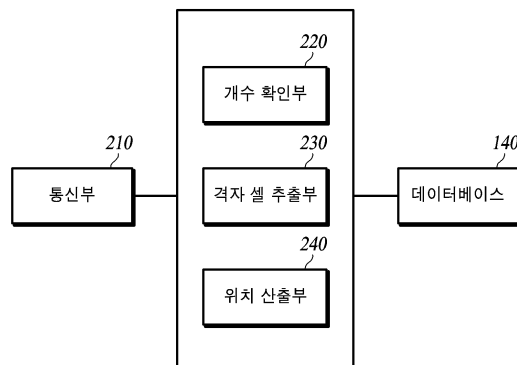 220
개수 확인부
210
통신부
230
격자 셀 추출부
140
데이터베이스
240
위치 산출부